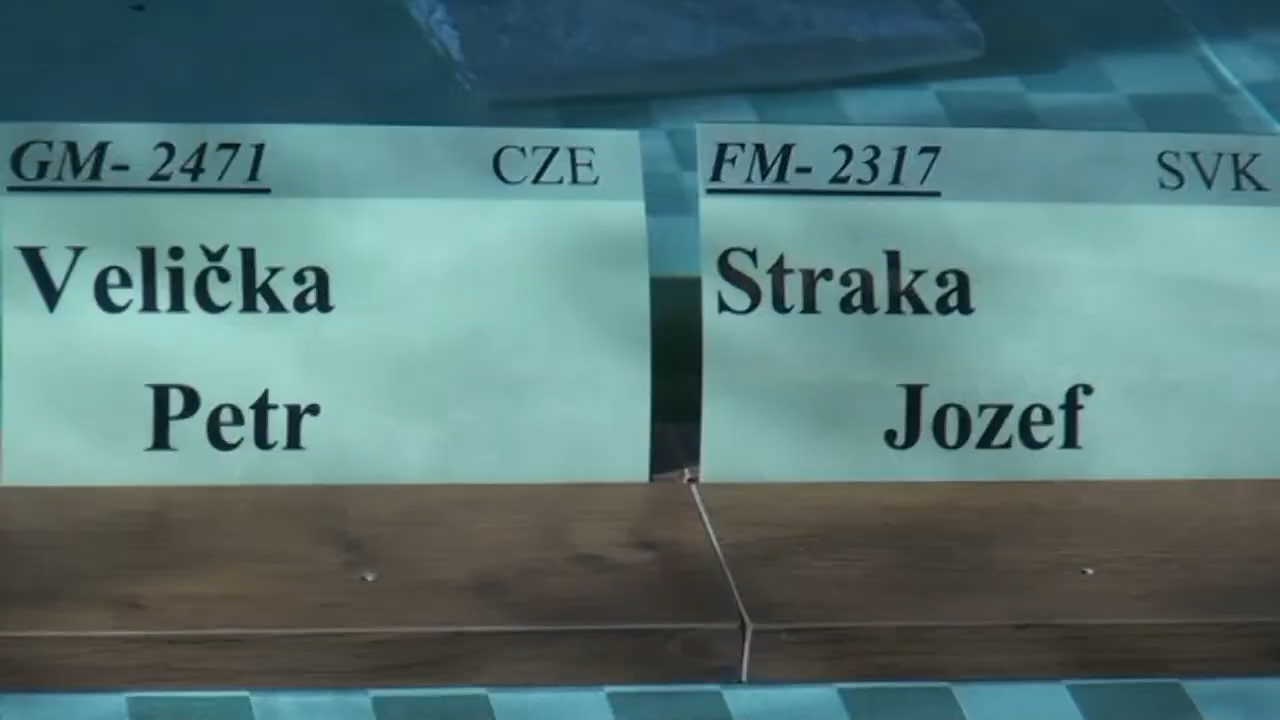 GM- 2471 CZE
Velička
Petr
FM- 2317 SVK
Straka
Jozef